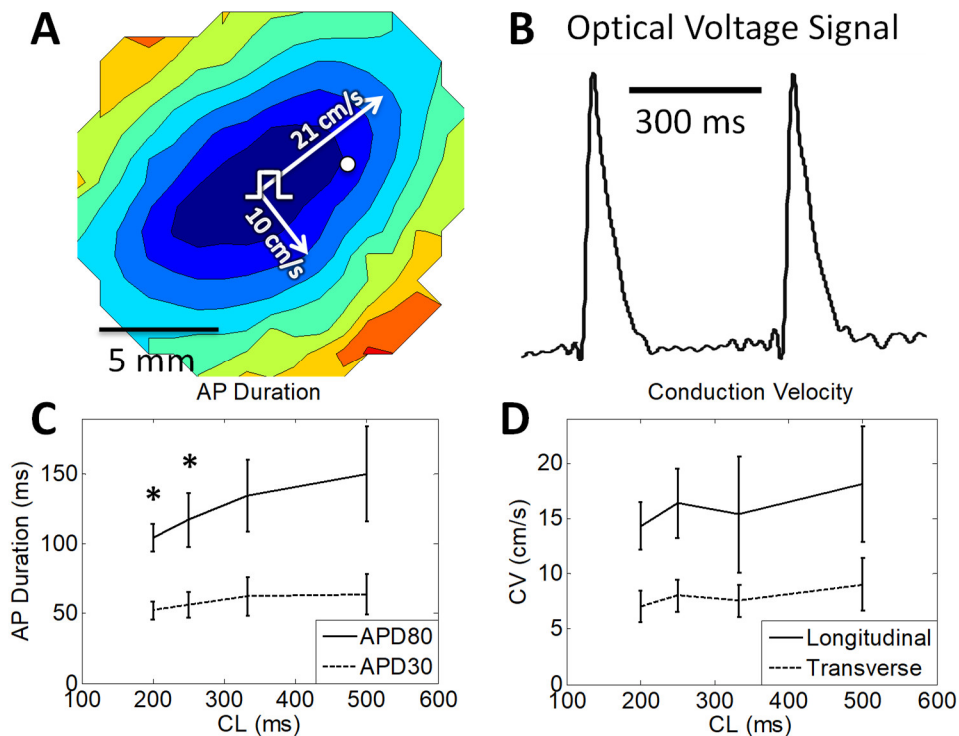 A
21 cm/s
10 cm/s
5 mm
B
Optical Voltage Signal
300 ms
C
AP Duration
AP Duration (ms)
150
100
50
0
*
*
APD80
APD30
100 200 300 400 500 600
CL (ms)
D
Conduction Velocity
CV (cm/s)
20
15
10
5
0
Longitudinal
Transverse
100 200 300 400 500 600
CL (ms)